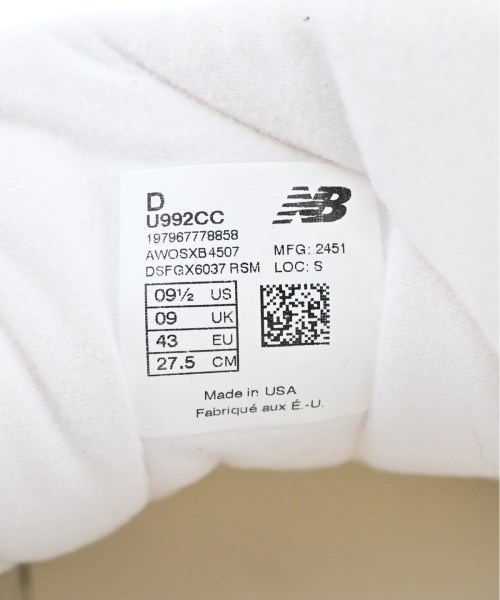 D
U992CC
NB
197967778858
AWOSXB4507 MFG: 2451
DSFGX6037 RSM LOC: S
09½ US
09 UK
43 EU
27.5 CM
Made in USA
Fabriqué aux É.-U.